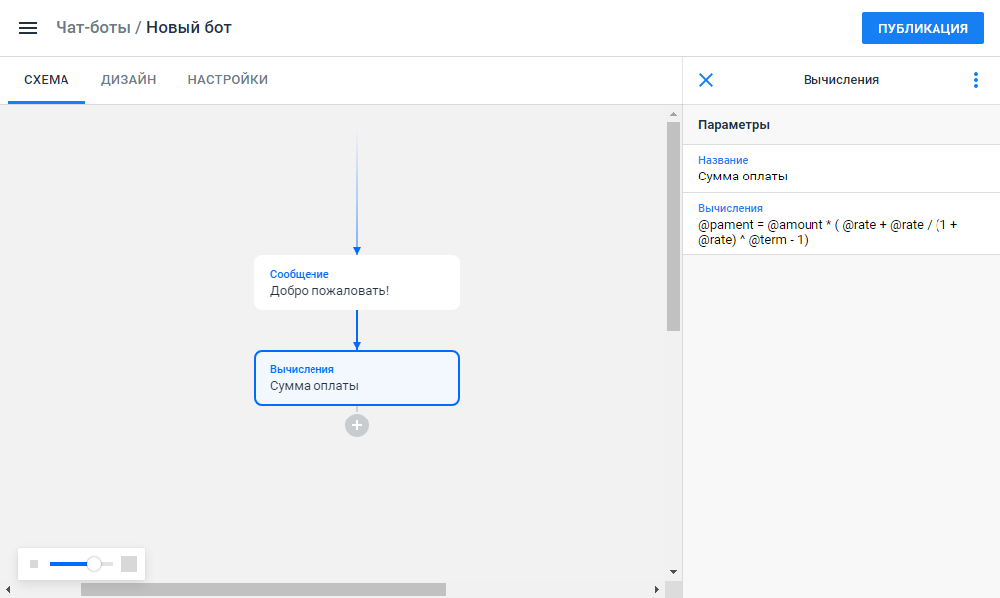 Чат-боты / Новый бот
ПУБЛИКАЦИЯ
СХЕМА
ДИЗАЙН
НАСТРОЙКИ
Сообщение
Добро пожаловать!
Вычисления
Сумма оплаты
Вычисления
Параметры
Название
Сумма оплаты
Вычисления
@pament = @amount * ( @rate + @rate / (1 +
@rate) ^ @term - 1)